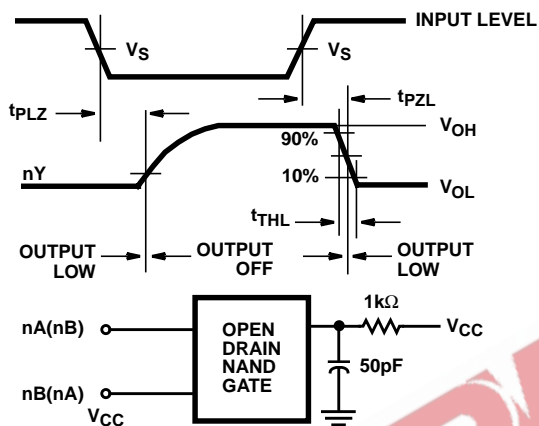 INPUT LEVEL
VS
VS
tPLZ
tPZL
VOH
90%
nY
10%
VOL
tTHL
OUTPUT LOW
OUTPUT OFF
OUTPUT LOW
1kΩ
nA(nB)
OPEN
DRAIN
NAND
GATE
VCC
50pF
nB(nA)
VCC